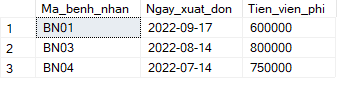 Ma_benh_nhan Ngay_xuat_don Tien_vien_phi
1 BN01 2022-09-17 600000
2 BN03 2022-08-14 800000
3 BN04 2022-07-14 750000